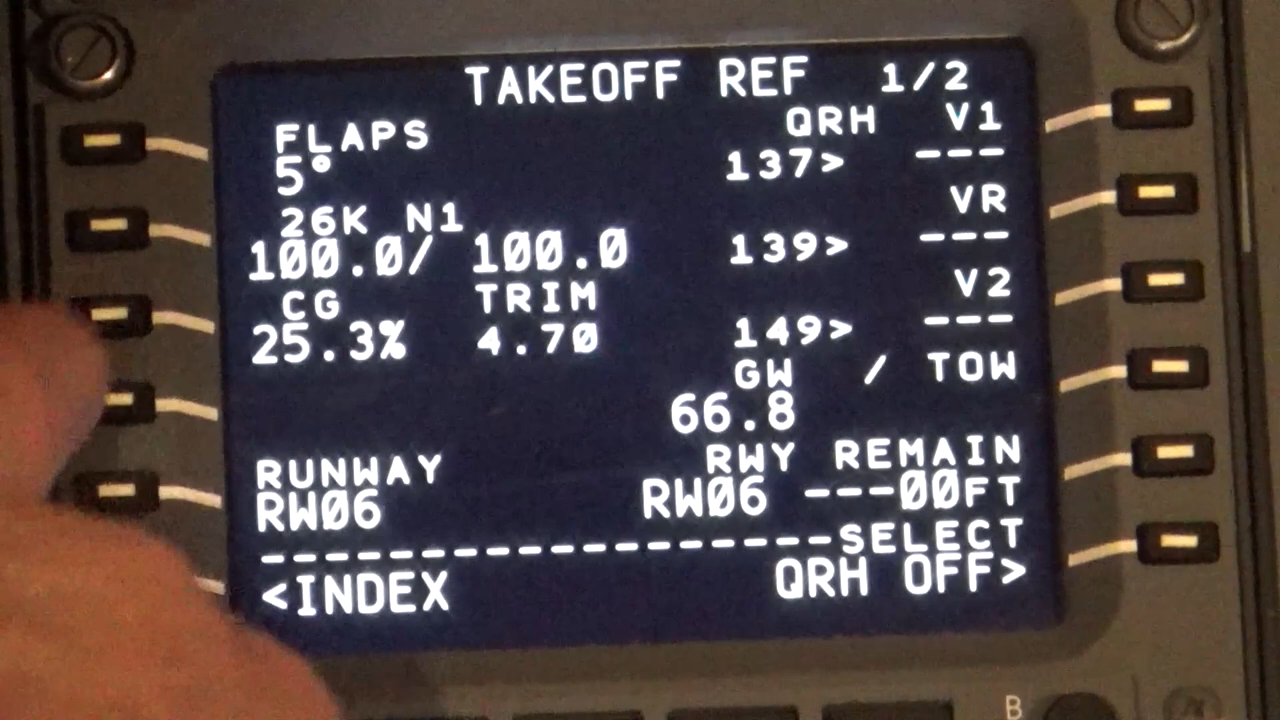 TAKEOFF REF 1/2
FLAPS QRH V1
5° 137> ---
26K N1 VR
100.0/ 100.0 139> ---
CG TRIM V2
25.3% 4.70 149> ---
GW / TOW
66.8
RUNWAY RWY REMAIN
RW06 RW06 ---00FT
-------------------SELECT
<INDEX QRH OFF>
B